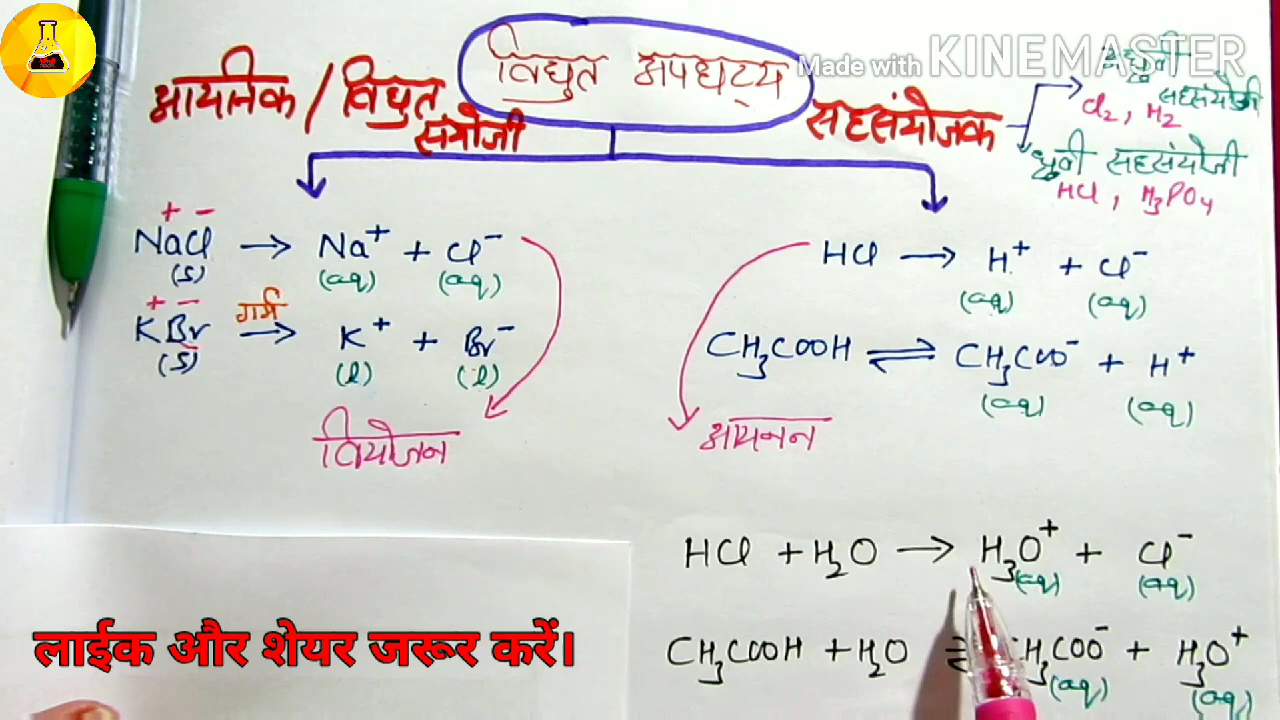 विद्युत अपघट्य
Made with KINEMASTER
आयनिक / विद्युत
संयोजी
सहसंयोजक
अध्रुवी
सहसंयोजी
Cl₂, H₂
ध्रुवी सहसंयोजी
HCl, H₃PO₄
+ −
NaCl → Na⁺ + Cl⁻
(s) (aq) (aq)
+ − गर्म
KBr → K⁺ + Br⁻
(s) (l) (l)
वियोजन
HCl → H⁺ + Cl⁻
(aq) (aq)
CH₃COOH ⇌ CH₃COO⁻ + H⁺
(aq) (aq)
आयनन
HCl + H₂O → H₃O⁺ + Cl⁻
(aq) (aq)
CH₃COOH + H₂O ⇌ CH₃COO⁻ + H₃O⁺
(aq) (aq)
लाईक और शेयर जरूर करें।